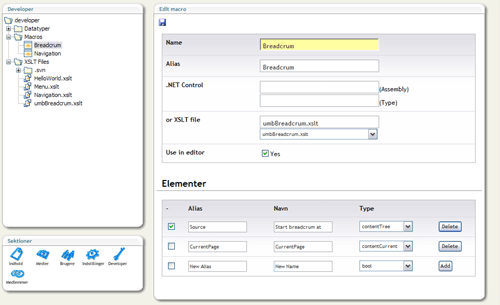 Developer
developer
Datatyper
Macros
Breadcrum
Navigation
XSLT Files
.svn
HelloWorld.xslt
Menu.xslt
Navigation.xslt
umbBreadcrum.xslt
Sektioner
Indhold
Medier
Brugere
Indstillinger
Developer
Medlemmer
Edit macro
Name
Breadcrum
Alias
Breadcrum
.NET Control
(Assembly)
(Type)
or XSLT file
umbBreadcrum.xslt
umbBreadcrum.xslt
Use in editor
Yes
Elementer
- Alias Navn Type
Source Start breadcrum at contentTree Delete
CurrentPage CurrentPage contentCurrent Delete
New Alias New Name bool Add